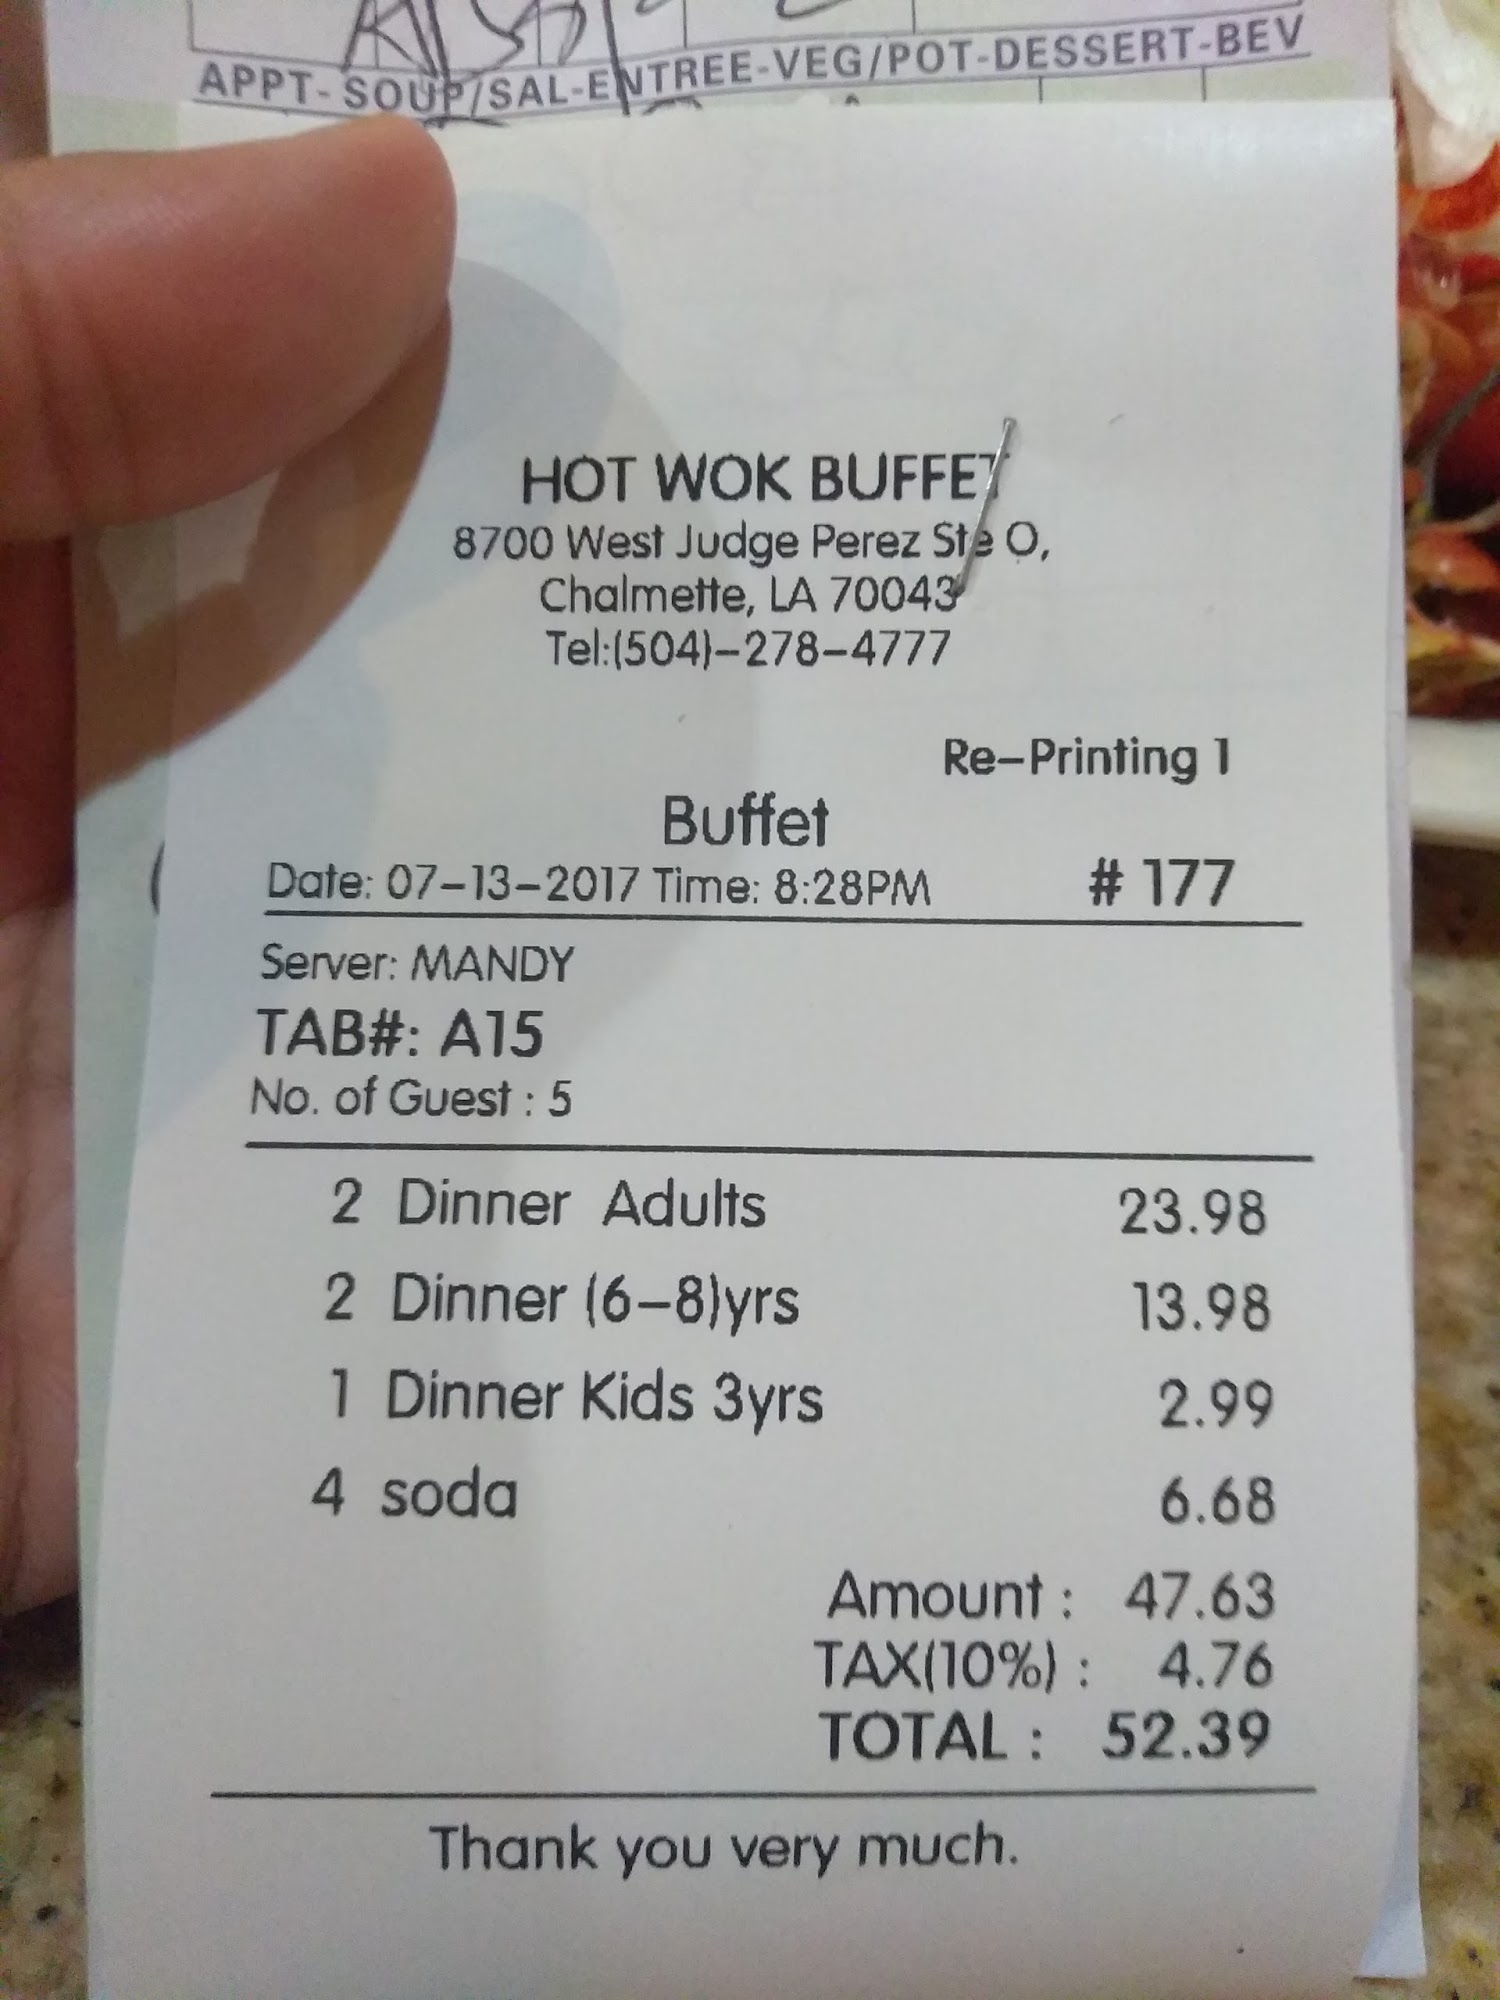 APPT-SOUP/SAL-ENTREE-VEG/POT-DESSERT-BEV
HOT WOK BUFFET
8700 West Judge Perez Ste O,
Chalmette, LA 70043
Tel:(504)-278-4777
Re-Printing 1
Buffet
Date: 07-13-2017 Time: 8:28PM # 177
Server: MANDY
TAB#: A15
No. of Guest : 5
2 Dinner Adults 23.98
2 Dinner (6-8)yrs 13.98
1 Dinner Kids 3yrs 2.99
4 soda 6.68
Amount : 47.63
TAX(10%) : 4.76
TOTAL : 52.39
Thank you very much.